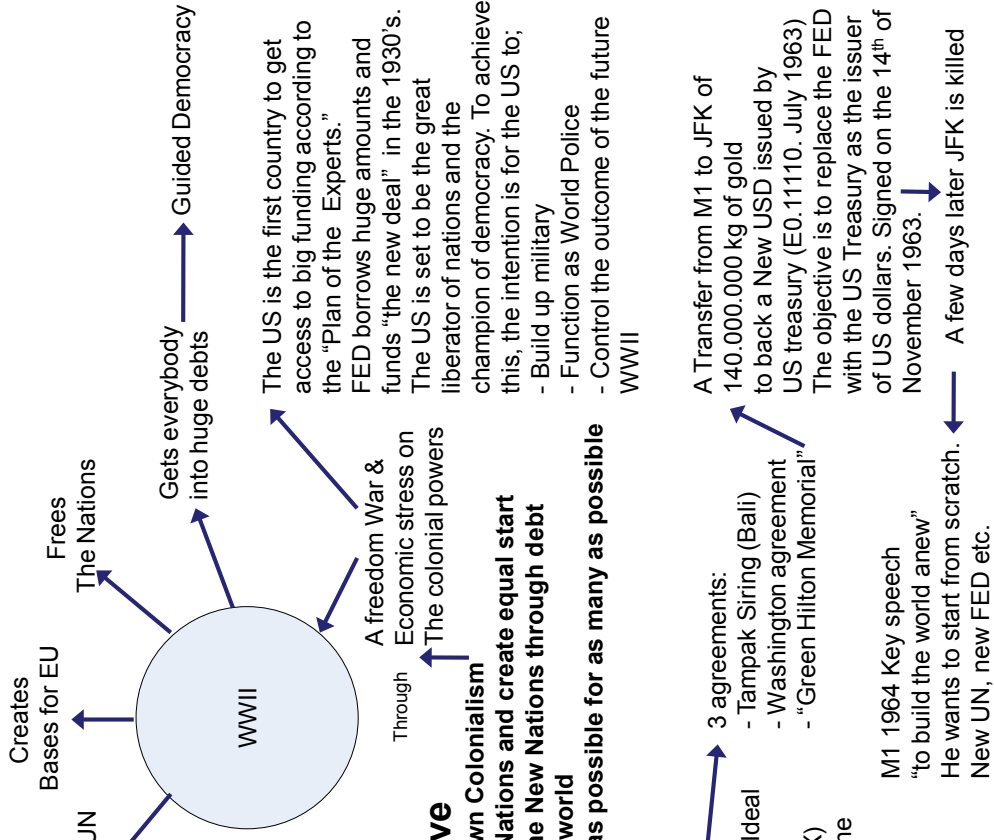 Creates
Bases for EU
Frees
The Nations
UN
Gets everybody
into huge debts
Guided Democracy
WWII
The US is the first country to get
access to big funding according to
the “Plan of the Experts.”
FED borrows huge amounts and
funds “the new deal” in the 1930’s.
The US is set to be the great
liberator of nations and the
champion of democracy. To achieve
this, the intention is for the US to;
- Build up military
- Function as World Police
- Control the outcome of the future
WWII
A freedom War &
Economic stress on
The colonial powers
Through
ve
wn Colonialism
Nations and create equal start
he New Nations through debt
world
as possible for as many as possible
3 agreements:
- Tampak Siring (Bali)
- Washington agreement
- “Green Hilton Memorial”
A Transfer from M1 to JFK of
140.000.000 kg of gold
to back a New USD issued by
US treasury (E0.11110. July 1963)
The objective is to replace the FED
with the US Treasury as the issuer
of US dollars. Signed on the 14th of
November 1963.
Ideal
M1 1964 Key speech
“to build the world anew”
He wants to start from scratch.
New UN, new FED etc.
A few days later JFK is killed